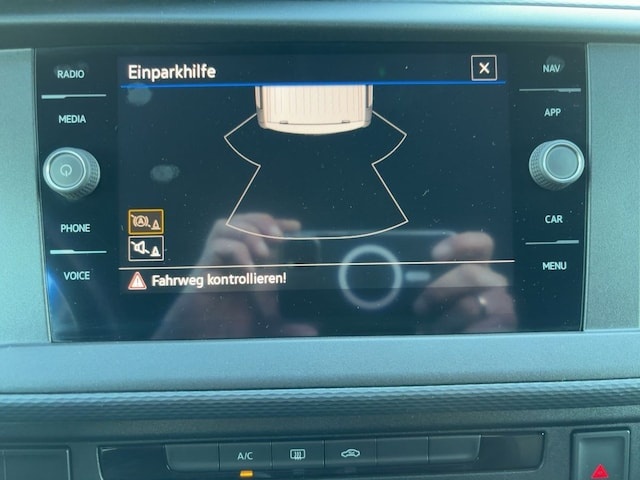 Einparkhilfe
RADIO
MEDIA
PHONE
VOICE
NAV
APP
CAR
MENU
Fahrweg kontrollieren!
A/C